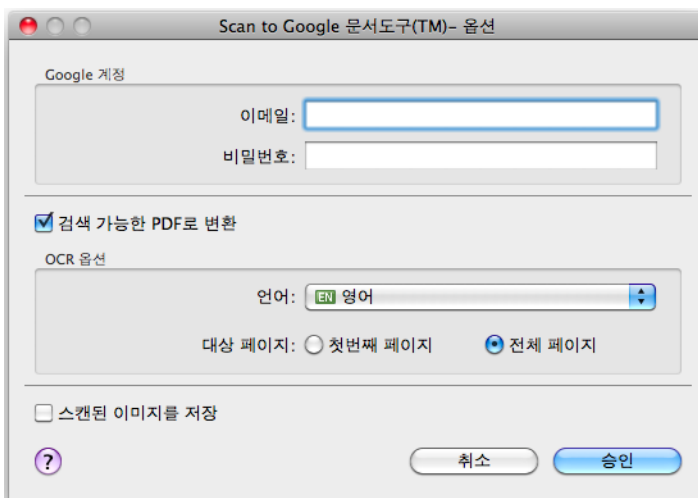 Scan to Google 문서도구(TM)- 옵션
Google 계정
이메일:
비밀번호:
검색 가능한 PDF로 변환
OCR 옵션
언어: EN 영어
대상 페이지: 첫번째 페이지 전체 페이지
스캔된 이미지를 저장
? 취소 승인